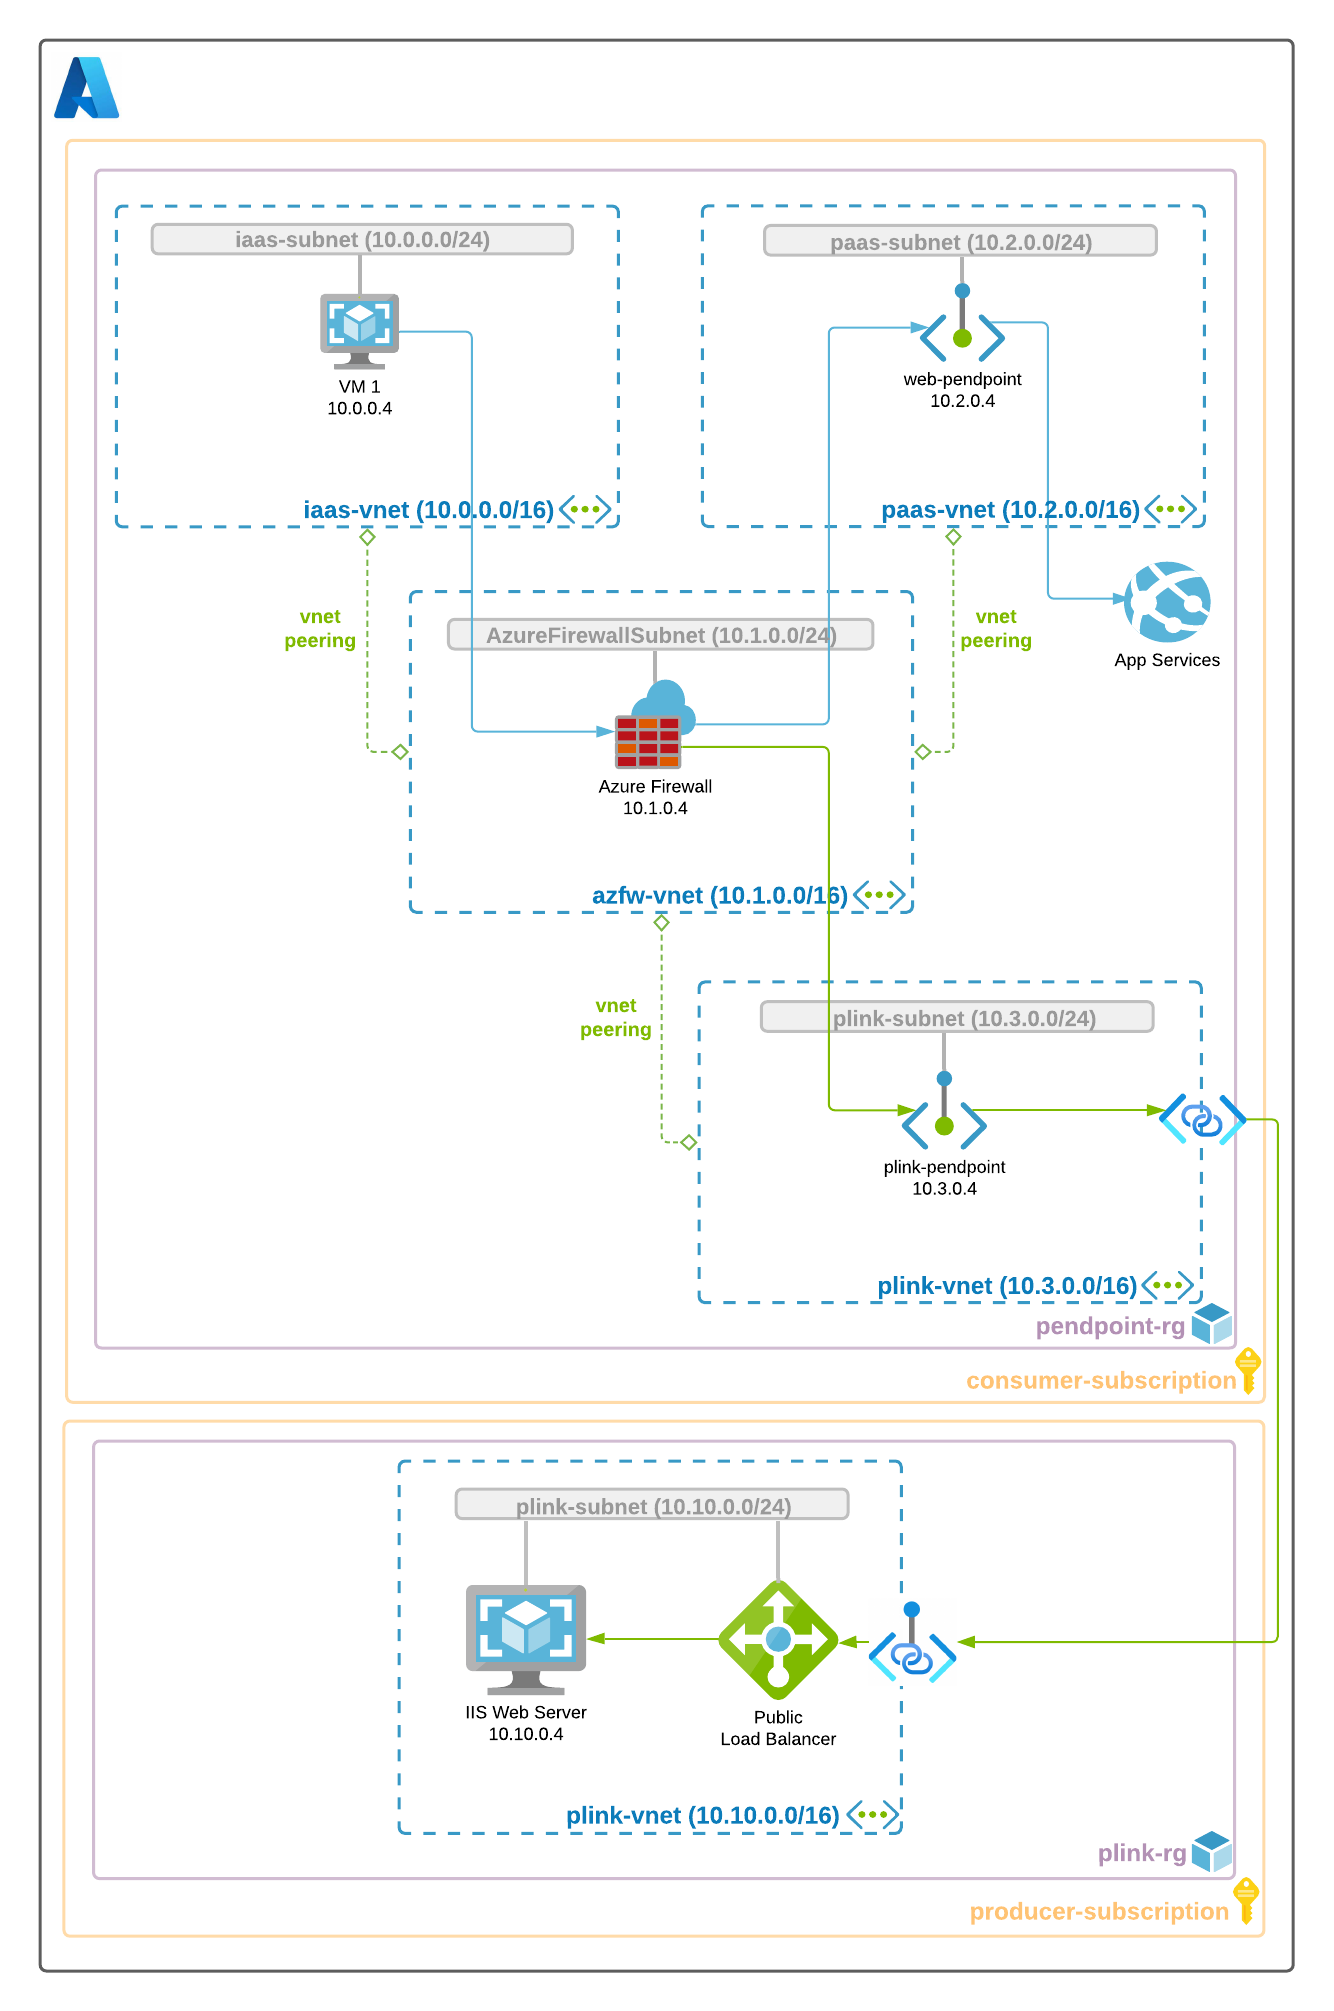 iaas-subnet (10.0.0.0/24)
VM 1
10.0.0.4
iaas-vnet (10.0.0.0/16)
paas-subnet (10.2.0.0/24)
web-pendpoint
10.2.0.4
paas-vnet (10.2.0.0/16)
vnet
peering
AzureFirewallSubnet (10.1.0.0/24)
Azure Firewall
10.1.0.4
azfw-vnet (10.1.0.0/16)
vnet
peering
App Services
vnet
peering
plink-subnet (10.3.0.0/24)
plink-pendpoint
10.3.0.4
plink-vnet (10.3.0.0/16)
pendpoint-rg
consumer-subscription
plink-subnet (10.10.0.0/24)
IIS Web Server
10.10.0.4
Public
Load Balancer
plink-vnet (10.10.0.0/16)
plink-rg
producer-subscription